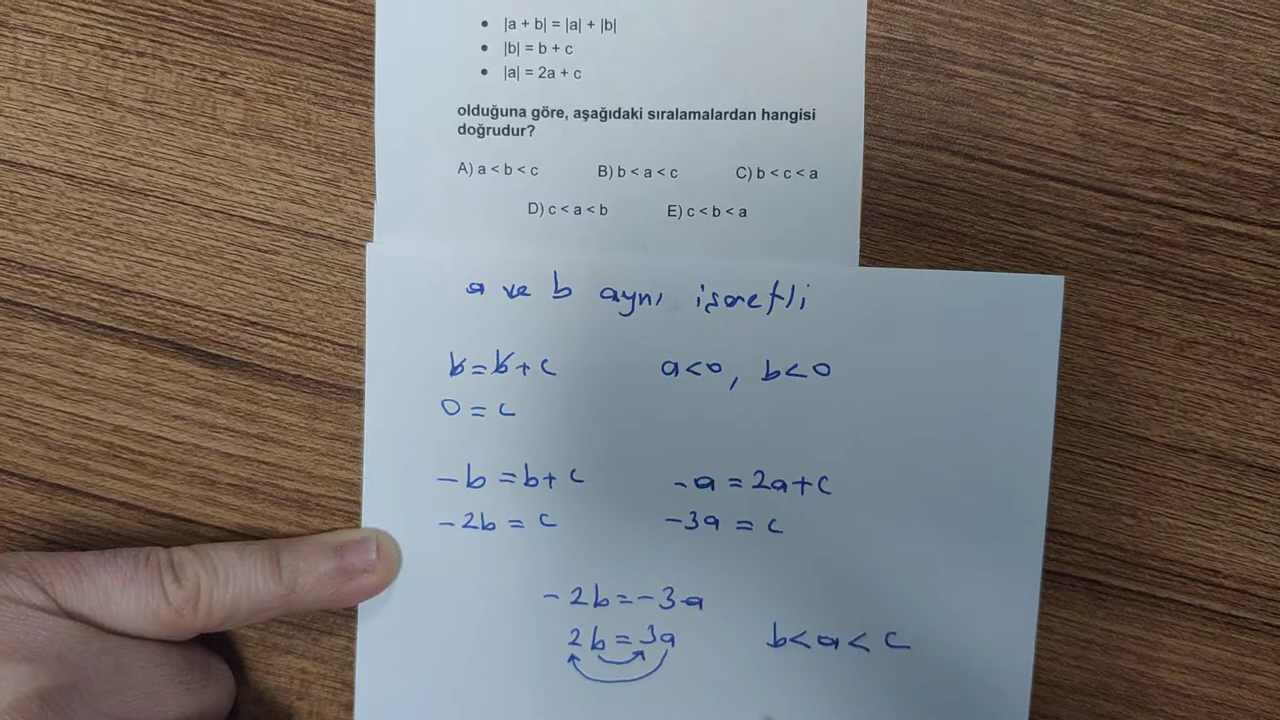 • |a + b| = |a| + |b|
• |b| = b + c
• |a| = 2a + c
olduğuna göre, aşağıdaki sıralamalardan hangisi
doğrudur?
A) a < b < c B) b < a < c C) b < c < a
D) c < a < b E) c < b < a
a ve b aynı işaretli
b = b + c a<0, b<0
0 = c
-b = b + c -a = 2a + c
-2b = c -3a = c
-2b = -3a
2b = 3a b < a < c